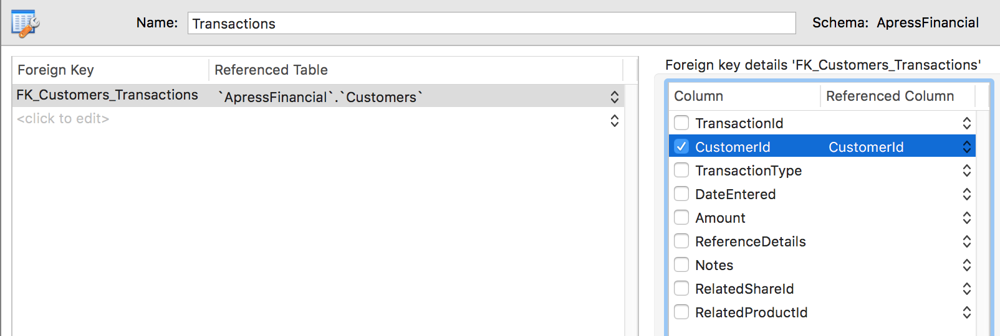 Name: Transactions Schema: ApressFinancial
Foreign Key Referenced Table
FK_Customers_Transactions `ApressFinancial`.`Customers`
<click to edit>
Foreign key details 'FK_Customers_Transactions'
Column Referenced Column
TransactionId
CustomerId CustomerId
TransactionType
DateEntered
Amount
ReferenceDetails
Notes
RelatedShareId
RelatedProductId